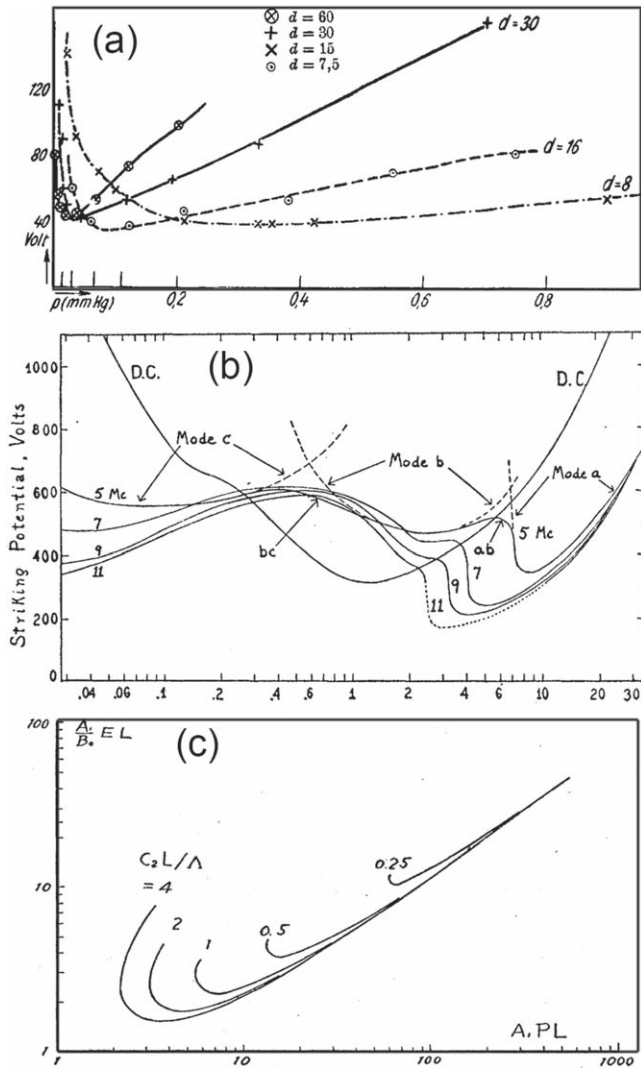 (a)
⊗ d = 60
+ d = 30
× d = 15
⊙ d = 7,5
d=30
d=16
d=8
120
80
40
Volt
p(mmHg)
0,2
0,4
0,6
0,8
(b)
Striking Potential, Volts
1000
800
600
400
200
0
D.C.
D.C.
Mode c
Mode b
Mode a
5 Mc
7
9
11
bc
ab
5 Mc
7
9
11
.04 .06 .1 .2 .4 .6 1 2 4 6 10 20 30
(c)
A./B. EL
100
10
1
C₂L/Λ
= 4
2
1
0.5
0.25
1 10 100 1000
A.PL